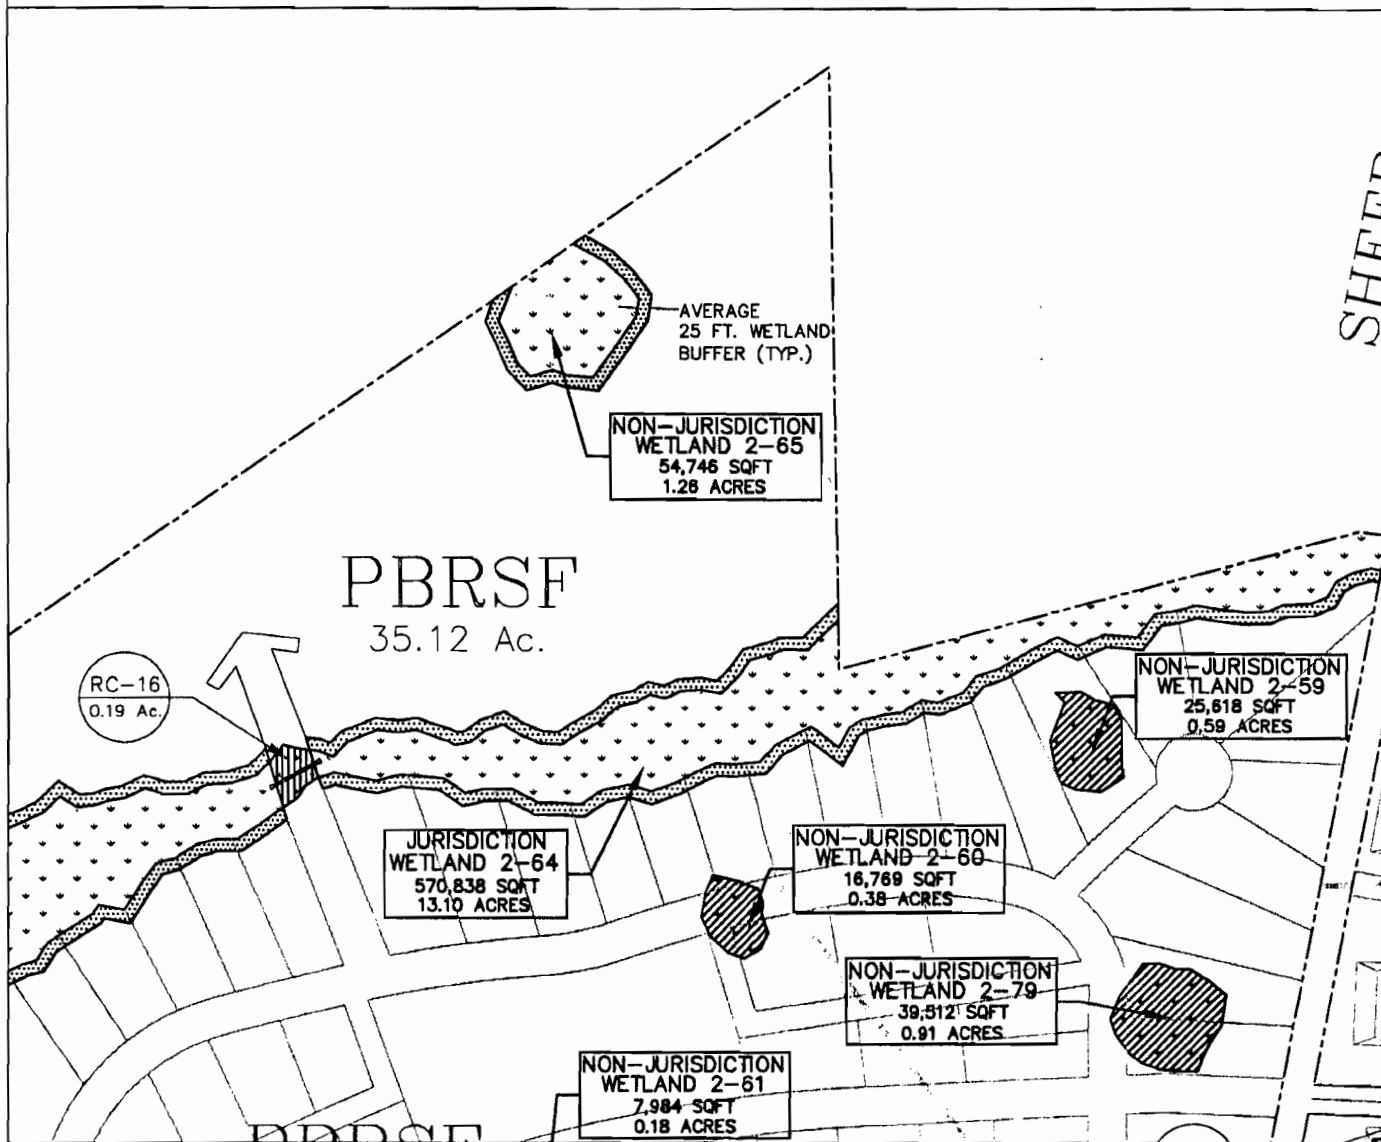 AVERAGE
25 FT. WETLAND
BUFFER (TYP.)
NON-JURISDICTION
WETLAND 2-65
54,746 SQFT
1.26 ACRES
PBRSF
35.12 Ac.
RC-16
0.19 Ac.
NON-JURISDICTION
WETLAND 2-59
25,618 SQFT
0.59 ACRES
JURISDICTION
WETLAND 2-64
570,838 SQFT
13.10 ACRES
NON-JURISDICTION
WETLAND 2-60
16,769 SQFT
0.38 ACRES
NON-JURISDICTION
WETLAND 2-79
39,512 SQFT
0.91 ACRES
NON-JURISDICTION
WETLAND 2-61
7,984 SQFT
0.18 ACRES